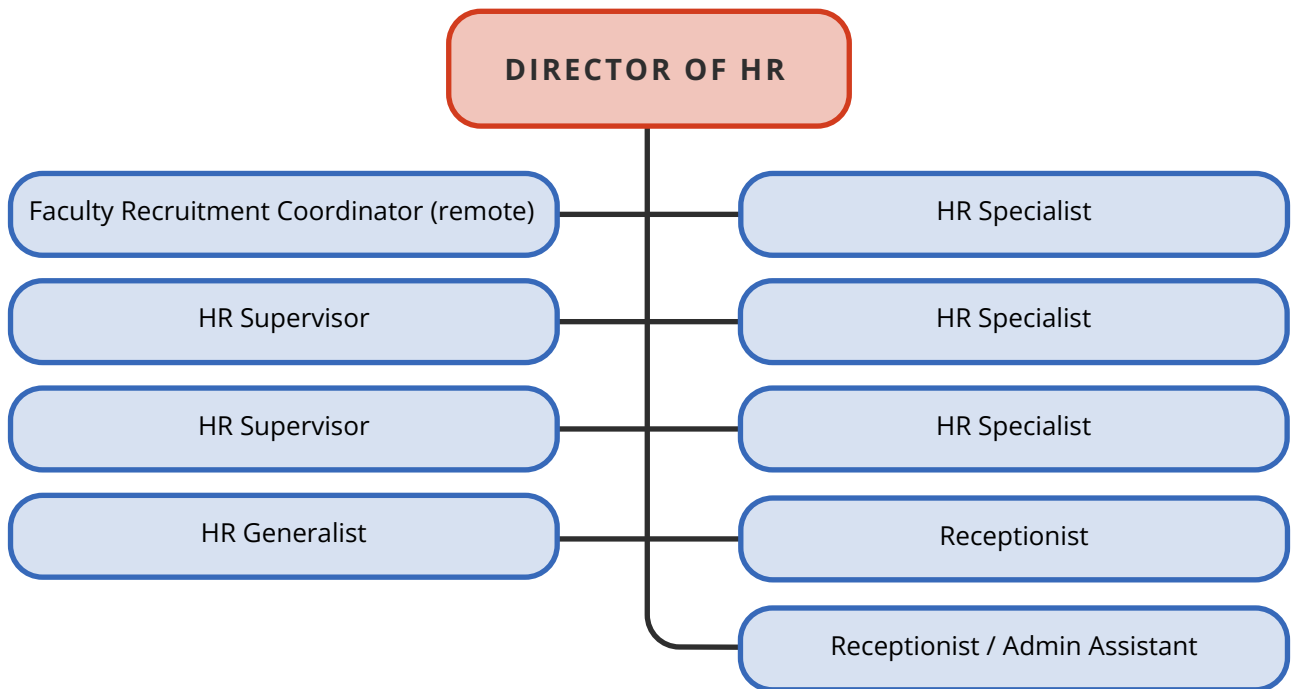 DIRECTOR OF HR
Faculty Recruitment Coordinator (remote)
HR Specialist
HR Supervisor
HR Specialist
HR Supervisor
HR Specialist
HR Generalist
Receptionist
Receptionist / Admin Assistant